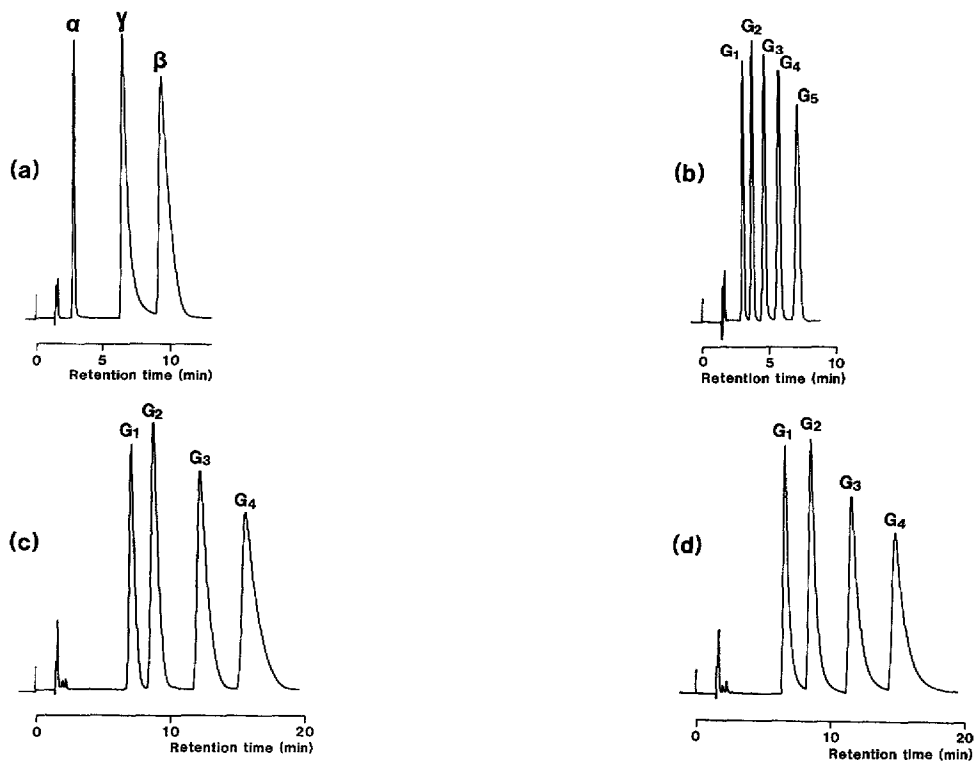 α γ β
(a)
0 5 10
Retention time (min)
G1 G2 G3 G4 G5
(b)
0 5 10
Retention time (min)
G1 G2 G3 G4
(c)
0 10 20
Retention time (min)
G1 G2 G3 G4
(d)
0 10 20
Retention time (min)